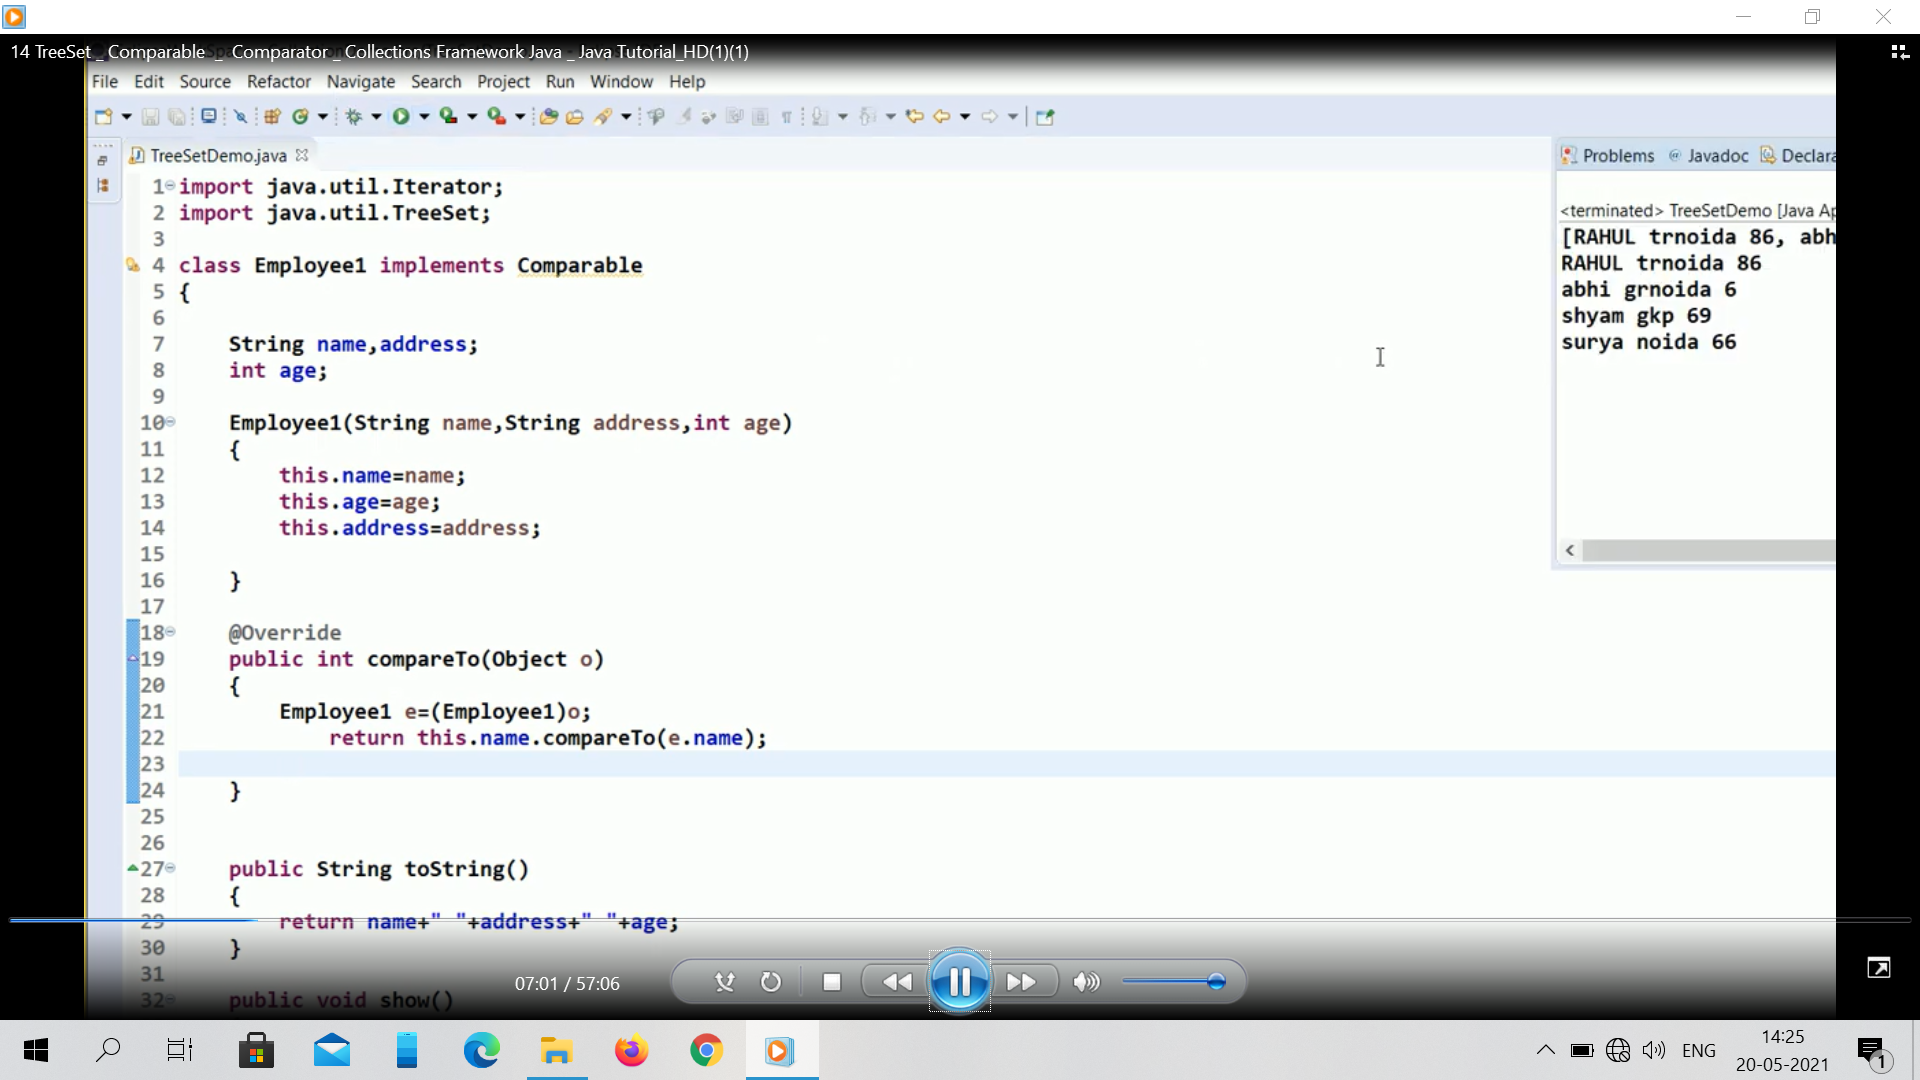 14 TreeSet _ Comparable _ Comparator _ Collections Framework Java _ Java Tutorial_HD(1)(1)
File Edit Source Refactor Navigate Search Project Run Window Help
TreeSetDemo.java
1 import java.util.Iterator;
2 import java.util.TreeSet;
3
4 class Employee1 implements Comparable
5 {
6
7 String name,address;
8 int age;
9
10 Employee1(String name,String address,int age)
11 {
12 this.name=name;
13 this.age=age;
14 this.address=address;
15
16 }
17
18 @Override
19 public int compareTo(Object o)
20 {
21 Employee1 e=(Employee1)o;
22 return this.name.compareTo(e.name);
23
24 }
25
26
27 public String toString()
28 {
29 return name+" "+address+" "+age;
30 }
31
32 public void show()
Problems @ Javadoc Declara
<terminated> TreeSetDemo [Java Ap
[RAHUL trnoida 86, abh
RAHUL trnoida 86
abhi grnoida 6
shyam gkp 69
surya noida 66
07:01 / 57:06
ENG
14:25
20-05-2021
1